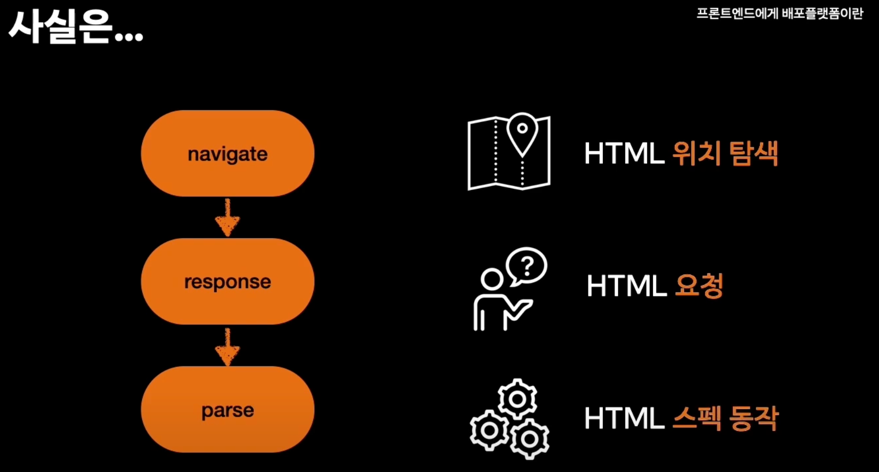 사실은...
프론트엔드에게 배포플랫폼이란
navigate
HTML 위치 탐색
response
?
HTML 요청
parse
HTML 스펙 동작